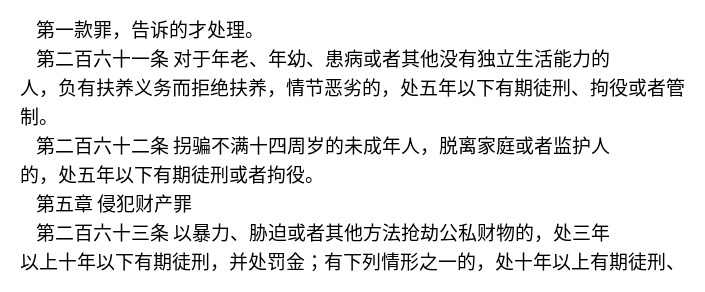 第一款罪，告诉的才处理。
第二百六十一条 对于年老、年幼、患病或者其他没有独立生活能力的
人，负有扶养义务而拒绝扶养，情节恶劣的，处五年以下有期徒刑、拘役或者管
制。
第二百六十二条 拐骗不满十四周岁的未成年人，脱离家庭或者监护人
的，处五年以下有期徒刑或者拘役。
第五章 侵犯财产罪
第二百六十三条 以暴力、胁迫或者其他方法抢劫公私财物的，处三年
以上十年以下有期徒刑，并处罚金；有下列情形之一的，处十年以上有期徒刑、